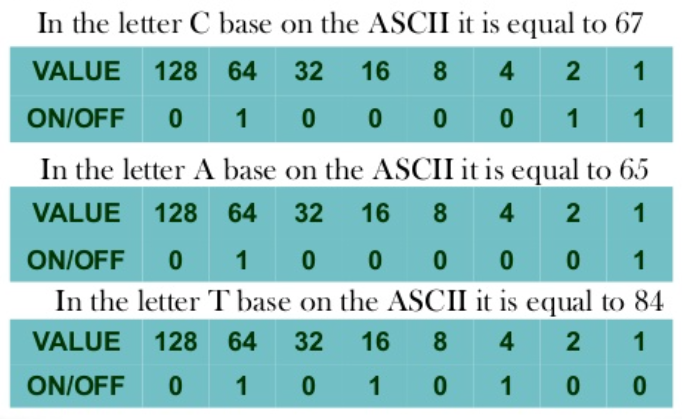 In the letter C base on the ASCII it is equal to 67
VALUE 128 64 32 16 8 4 2 1
ON/OFF 0 1 0 0 0 0 1 1
In the letter A base on the ASCII it is equal to 65
VALUE 128 64 32 16 8 4 2 1
ON/OFF 0 1 0 0 0 0 0 1
In the letter T base on the ASCII it is equal to 84
VALUE 128 64 32 16 8 4 2 1
ON/OFF 0 1 0 1 0 1 0 0